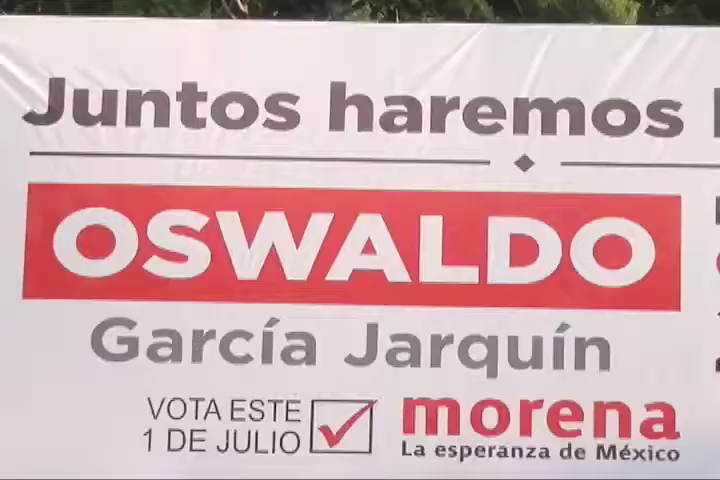 Juntos haremos
OSWALDO
García Jarquín
VOTA ESTE
1 DE JULIO
morena
La esperanza de México